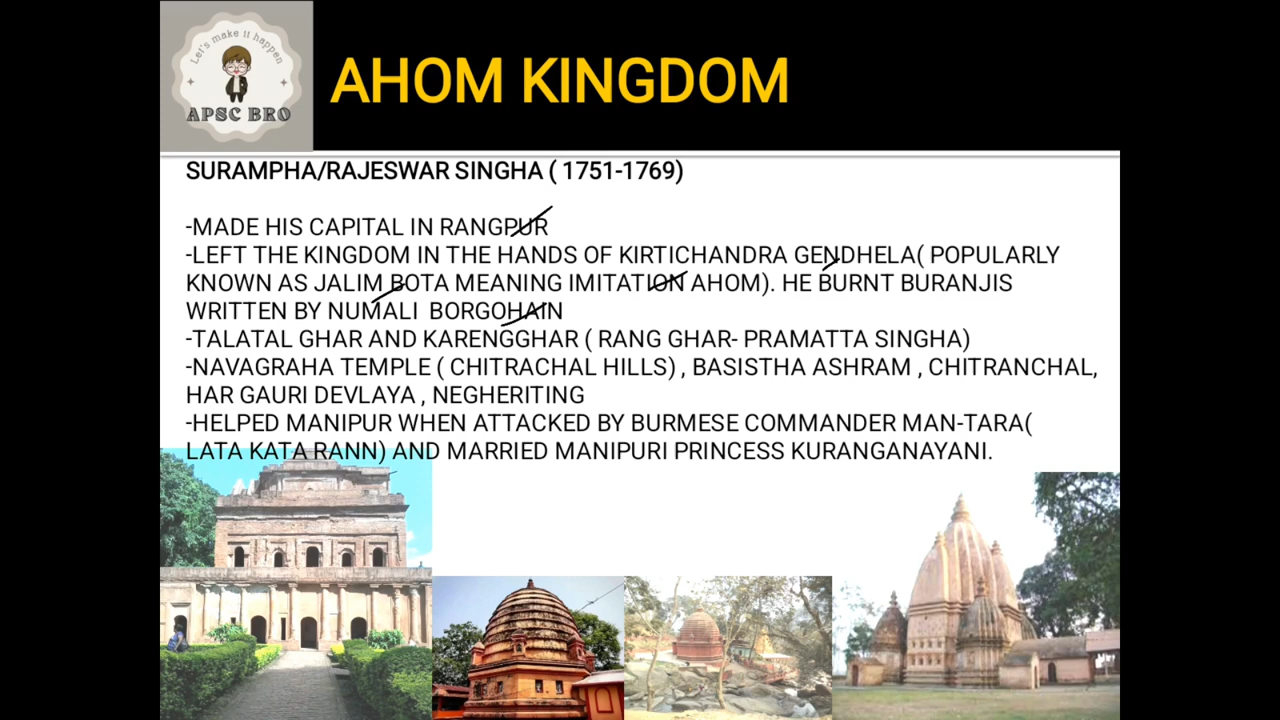 Let's make it happen
APSC BRO
AHOM KINGDOM
SURAMPHA/RAJESWAR SINGHA ( 1751-1769)
-MADE HIS CAPITAL IN RANGPUR
-LEFT THE KINGDOM IN THE HANDS OF KIRTICHANDRA GENDHELA( POPULARLY
KNOWN AS JALIM BOTA MEANING IMITATION AHOM). HE BURNT BURANJIS
WRITTEN BY NUMALI BORGOHAIN
-TALATAL GHAR AND KARENGGHAR ( RANG GHAR- PRAMATTA SINGHA)
-NAVAGRAHA TEMPLE ( CHITRACHAL HILLS) , BASISTHA ASHRAM , CHITRANCHAL,
HAR GAURI DEVLAYA , NEGHERITING
-HELPED MANIPUR WHEN ATTACKED BY BURMESE COMMANDER MAN-TARA(
LATA KATA RANN) AND MARRIED MANIPURI PRINCESS KURANGANAYANI.